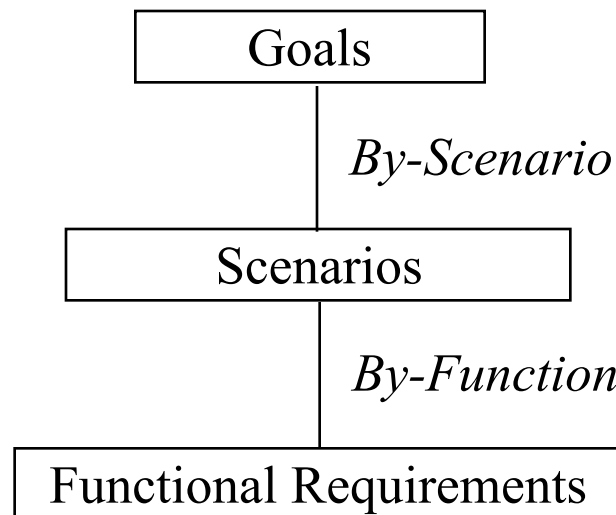 Goals
By-Scenario
Scenarios
By-Function
Functional Requirements